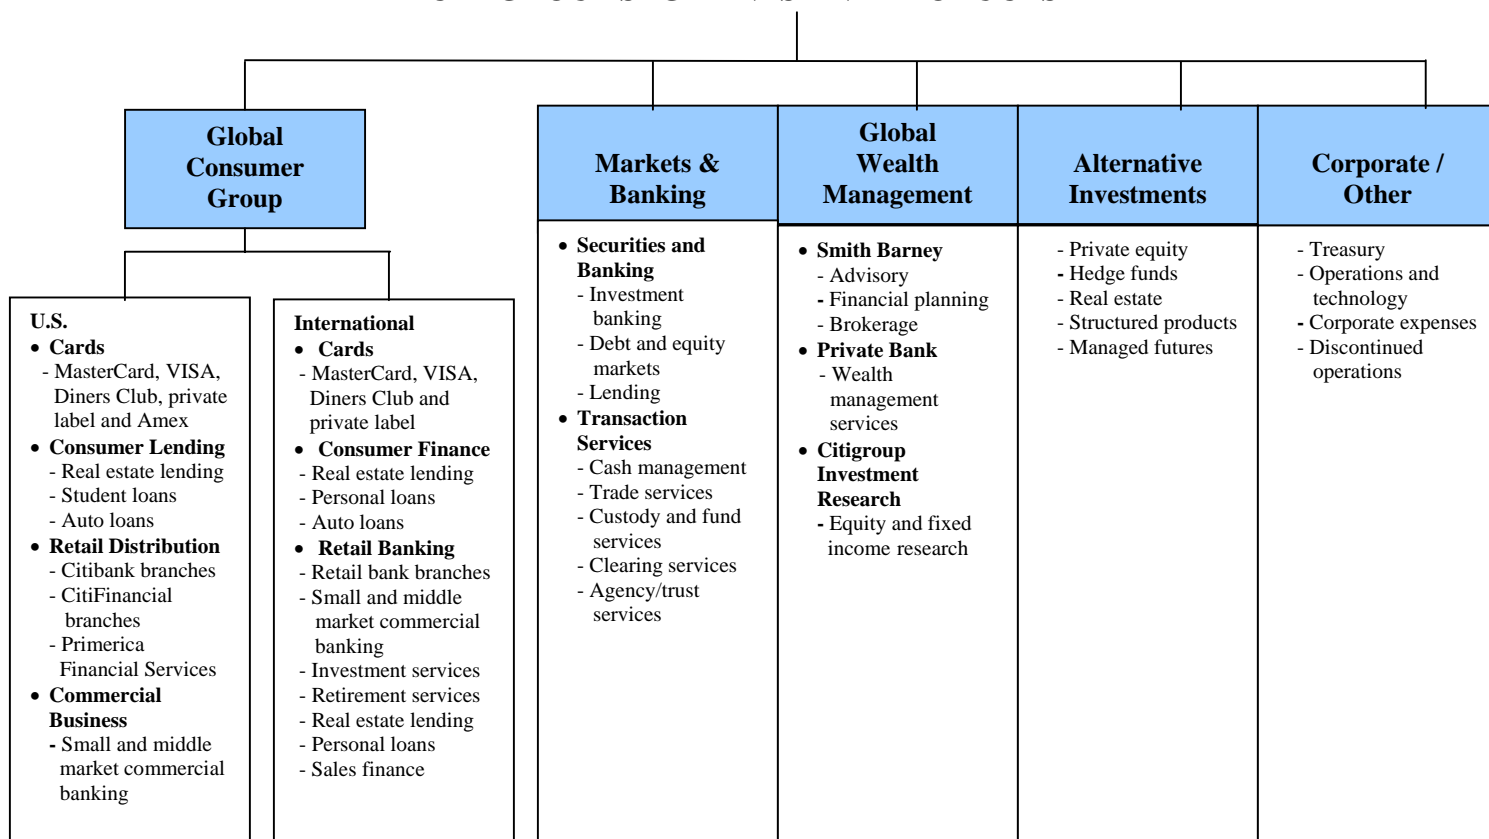 Global
Consumer
Group
Markets &
Banking
Global
Wealth
Management
Alternative
Investments
Corporate /
Other
U.S.
• Cards
- MasterCard, VISA,
Diners Club, private
label and Amex
• Consumer Lending
- Real estate lending
- Student loans
- Auto loans
• Retail Distribution
- Citibank branches
- CitiFinancial
branches
- Primerica
Financial Services
• Commercial
Business
- Small and middle
market commercial
banking
International
• Cards
- MasterCard, VISA,
Diners Club and
private label
• Consumer Finance
- Real estate lending
- Personal loans
- Auto loans
• Retail Banking
- Retail bank branches
- Small and middle
market commercial
banking
- Investment services
- Retirement services
- Real estate lending
- Personal loans
- Sales finance
• Securities and
Banking
- Investment
banking
- Debt and equity
markets
- Lending
• Transaction
Services
- Cash management
- Trade services
- Custody and fund
services
- Clearing services
- Agency/trust
services
• Smith Barney
- Advisory
- Financial planning
- Brokerage
• Private Bank
- Wealth
management
services
• Citigroup
Investment
Research
- Equity and fixed
income research
- Private equity
- Hedge funds
- Real estate
- Structured products
- Managed futures
- Treasury
- Operations and
technology
- Corporate expenses
- Discontinued
operations